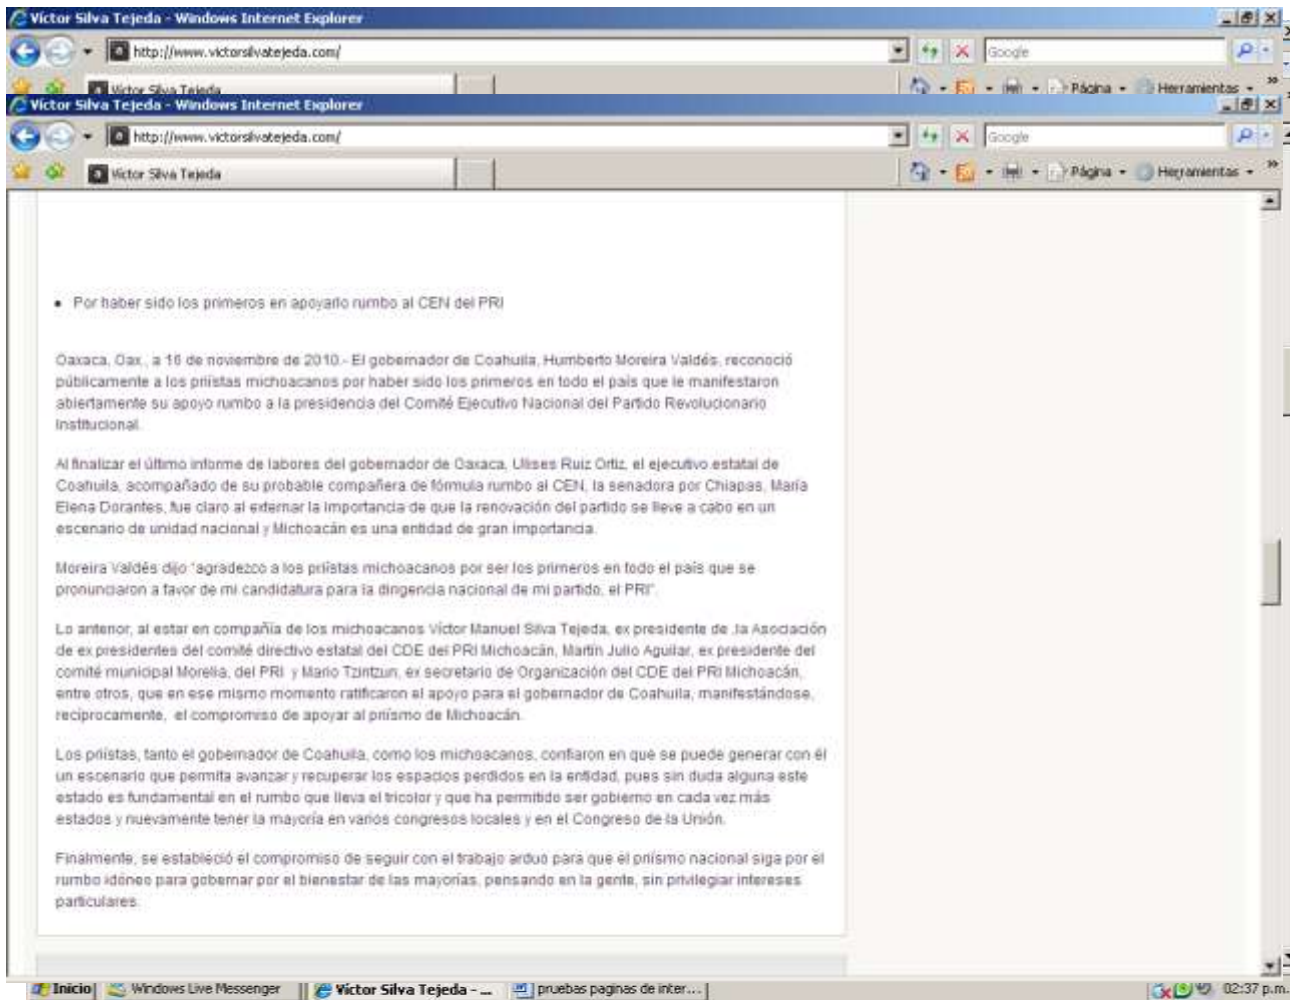 Víctor Silva Tejeda - Windows Internet Explorer
http://www.victorsilvatejeda.com/
Google
Víctor Silva Tejeda
Página
Herramientas
Víctor Silva Tejeda - Windows Internet Explorer
http://www.victorsilvatejeda.com/
Google
Víctor Silva Tejeda
Página
Herramientas
• Por haber sido los primeros en apoyarlo rumbo al CEN del PRI
Oaxaca, Oax., a 16 de noviembre de 2010.- El gobernador de Coahuila, Humberto Moreira Valdés, reconoció
públicamente a los priístas michoacanos por haber sido los primeros en todo el país que le manifestaron
abiertamente su apoyo rumbo a la presidencia del Comité Ejecutivo Nacional del Partido Revolucionario
Institucional.
Al finalizar el último informe de labores del gobernador de Oaxaca, Ulises Ruiz Ortiz, el ejecutivo estatal de
Coahuila, acompañado de su probable compañera de fórmula rumbo al CEN, la senadora por Chiapas, María
Elena Dorantes, fue claro al externar la importancia de que la renovación del partido se lleve a cabo en un
escenario de unidad nacional y Michoacán es una entidad de gran importancia.
Moreira Valdés dijo "agradezco a los priístas michoacanos por ser los primeros en todo el país que se
pronunciaron a favor de mi candidatura para la dirigencia nacional de mi partido, el PRI".
Lo anterior, al estar en compañía de los michoacanos Víctor Manuel Silva Tejeda, ex presidente de .la Asociación
de ex presidentes del comité directivo estatal del CDE del PRI Michoacán, Martín Julio Aguilar, ex presidente del
comité municipal Morelia, del PRI y Mario Tzintzun, ex secretario de Organización del CDE del PRI Michoacán,
entre otros, que en ese mismo momento ratificaron el apoyo para el gobernador de Coahuila, manifestándose,
recíprocamente, el compromiso de apoyar al priísmo de Michoacán.
Los priístas, tanto el gobernador de Coahuila, como los michoacanos, confiaron en que se puede generar con él
un escenario que permita avanzar y recuperar los espacios perdidos en la entidad, pues sin duda alguna este
estado es fundamental en el rumbo que lleva el tricolor y que ha permitido ser gobierno en cada vez más
estados y nuevamente tener la mayoría en varios congresos locales y en el Congreso de la Unión.
Finalmente, se estableció el compromiso de seguir con el trabajo arduo para que el priísmo nacional siga por el
rumbo idóneo para gobernar por el bienestar de las mayorías, pensando en la gente, sin privilegiar intereses
particulares.
Inicio
Windows Live Messenger
Víctor Silva Tejeda - ...
pruebas paginas de inter...
02:37 p.m.